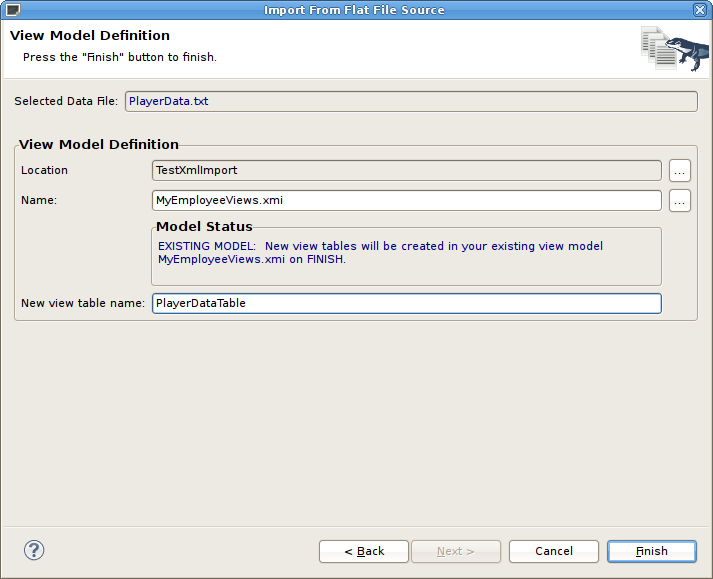 Import From Flat File Source
View Model Definition
Press the "Finish" button to finish.
Selected Data File: PlayerData.txt
View Model Definition
Location TestXmlImport ...
Name: MyEmployeeViews.xmi ...
Model Status
EXISTING MODEL:  New view tables will be created in your existing view model
MyEmployeeViews.xmi on FINISH.
New view table name: PlayerDataTable
? < Back Next > Cancel Finish